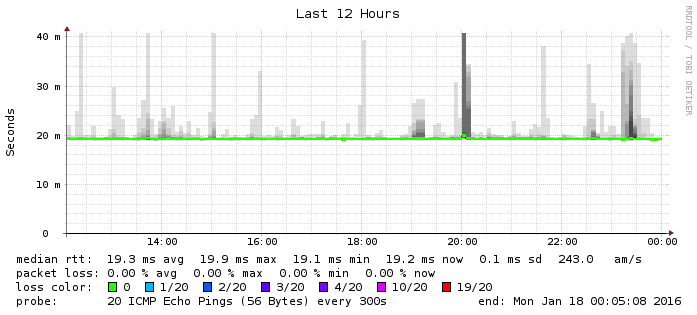 Last 12 Hours
RRDTOOL / TOBI OETIKER
Seconds
40 m
30 m
20 m
10 m
0
14:00 16:00 18:00 20:00 22:00 00:00
median rtt: 19.3 ms avg 19.9 ms max 19.1 ms min 19.2 ms now 0.1 ms sd 243.0 am/s
packet loss: 0.00 % avg 0.00 % max 0.00 % min 0.00 % now
loss color: 0 1/20 2/20 3/20 4/20 10/20 19/20
probe: 20 ICMP Echo Pings (56 Bytes) every 300s end: Mon Jan 18 00:05:08 2016